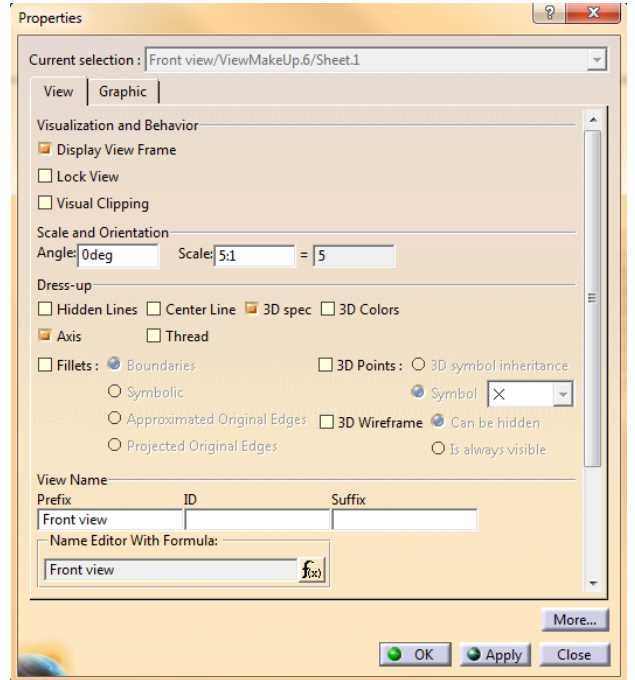 Properties
Current selection : Front view/ViewMakeUp.6/Sheet.1
View Graphic
Visualization and Behavior
Display View Frame
Lock View
Visual Clipping
Scale and Orientation
Angle: 0deg Scale: 5:1 = 5
Dress-up
Hidden Lines Center Line 3D spec 3D Colors
Axis Thread
Fillets : Boundaries 3D Points : 3D symbol inheritance
Symbolic Symbol
Approximated Original Edges 3D Wireframe Can be hidden
Projected Original Edges Is always visible
View Name
Prefix ID Suffix
Front view
Name Editor With Formula:
Front view f(x)
More...
OK Apply Close